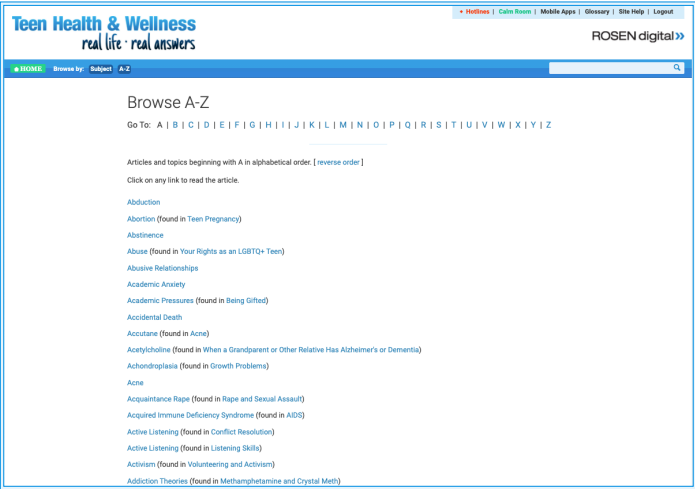 Hotlines | Calm Room | Mobile Apps | Glossary | Site Help | Logout
Teen Health & Wellness
real life · real answers
ROSEN digital»
HOME Browse by: Subject A-Z
Browse A-Z
Go To: A | B | C | D | E | F | G | H | I | J | K | L | M | N | O | P | Q | R | S | T | U | V | W | X | Y | Z
Articles and topics beginning with A in alphabetical order. [ reverse order ]
Click on any link to read the article.
Abduction
Abortion (found in Teen Pregnancy)
Abstinence
Abuse (found in Your Rights as an LGBTQ+ Teen)
Abusive Relationships
Academic Anxiety
Academic Pressures (found in Being Gifted)
Accidental Death
Accutane (found in Acne)
Acetylcholine (found in When a Grandparent or Other Relative Has Alzheimer's or Dementia)
Achondroplasia (found in Growth Problems)
Acne
Acquaintance Rape (found in Rape and Sexual Assault)
Acquired Immune Deficiency Syndrome (found in AIDS)
Active Listening (found in Conflict Resolution)
Active Listening (found in Listening Skills)
Activism (found in Volunteering and Activism)
Addiction Theories (found in Methamphetamine and Crystal Meth)